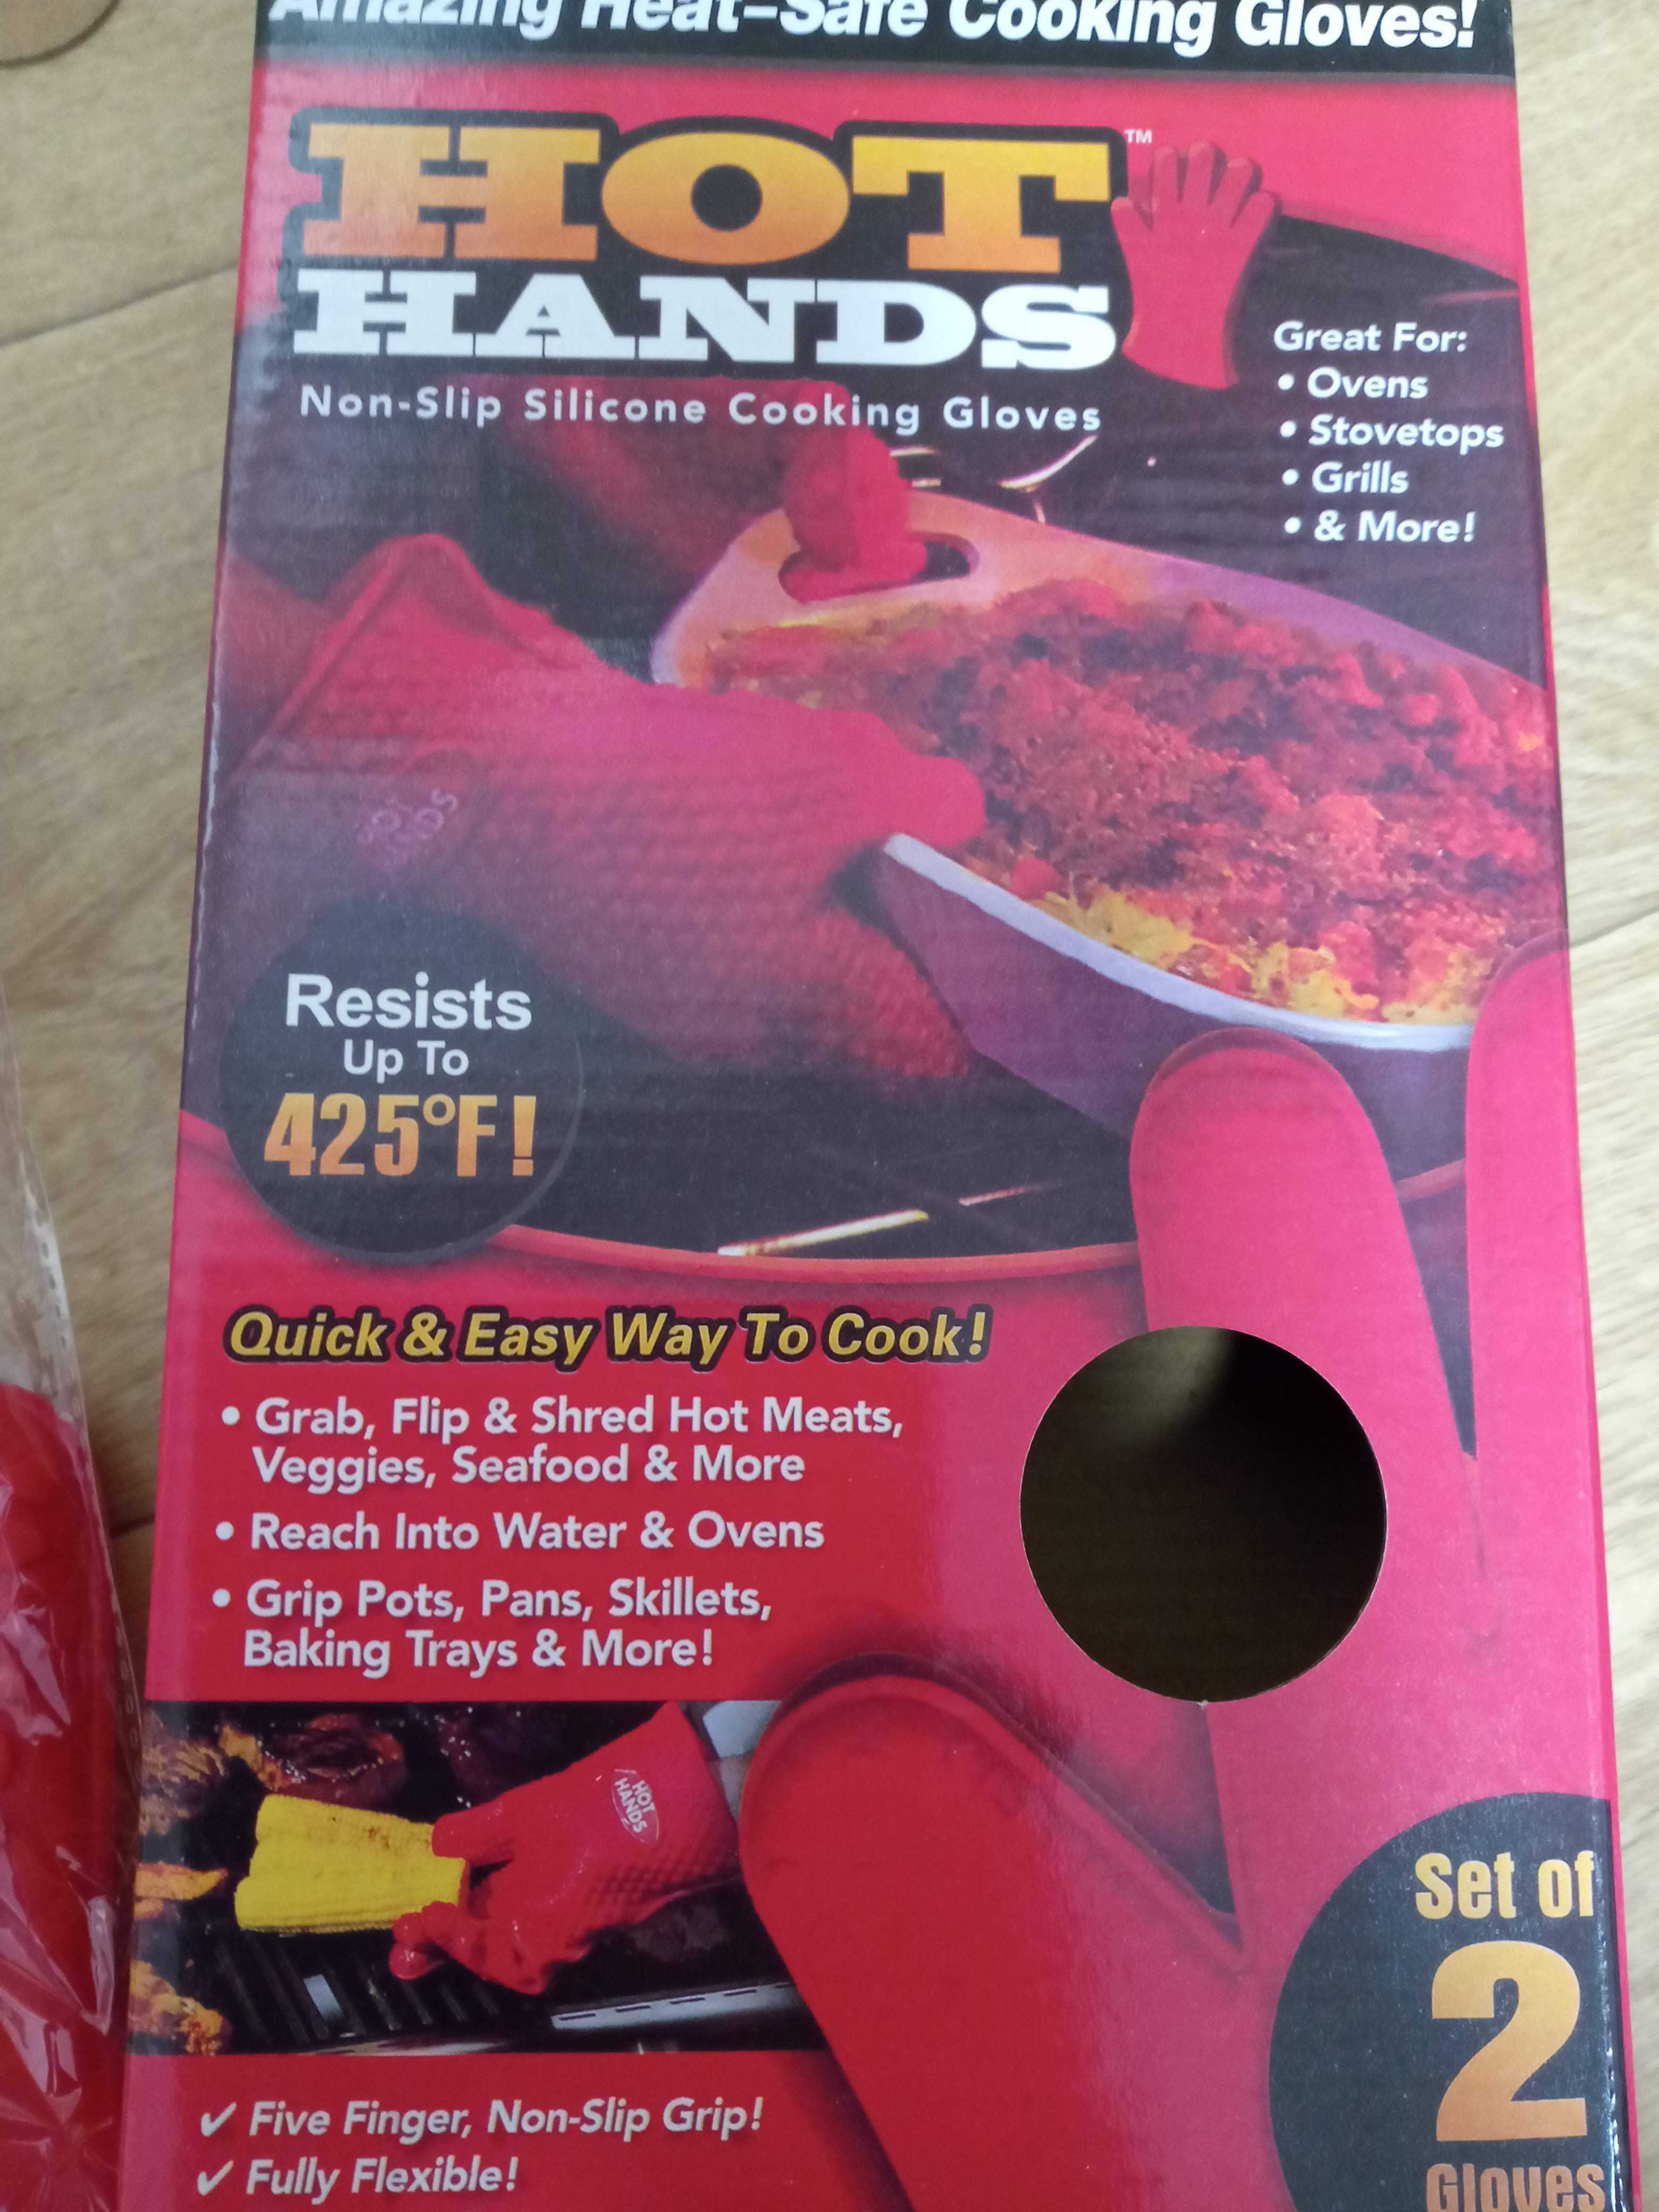 Amazing Heat-Safe Cooking Gloves!
HOT™
HANDS
Non-Slip Silicone Cooking Gloves
Great For:
• Ovens
• Stovetops
• Grills
• & More!
HOT
HANDS
Resists
Up To
425°F!
Quick & Easy Way To Cook!
• Grab, Flip & Shred Hot Meats,
Veggies, Seafood & More
• Reach Into Water & Ovens
• Grip Pots, Pans, Skillets,
Baking Trays & More!
HOT
HANDS
✓ Five Finger, Non-Slip Grip!
✓ Fully Flexible!
Set of
2
Gloves